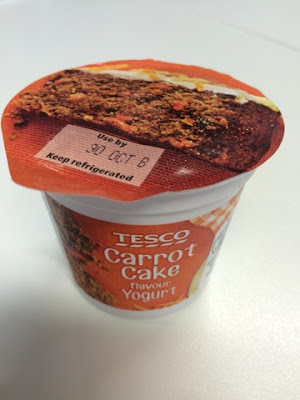 Use by
30 OCT B
Keep refrigerated
TESCO
Carrot
Cake
flavour
Yogurt